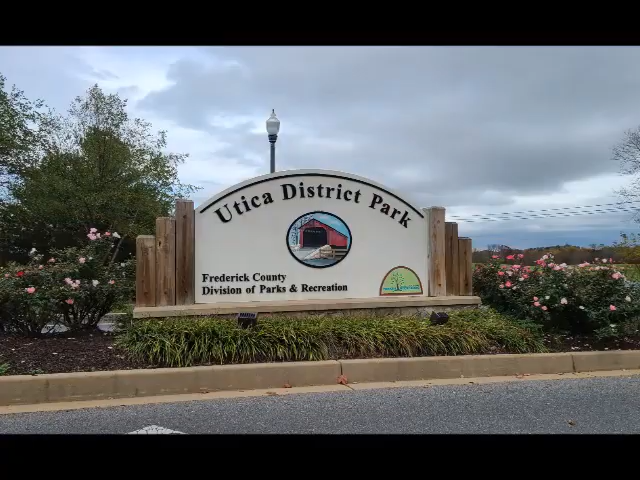 Utica District Park
Frederick County
Division of Parks & Recreation